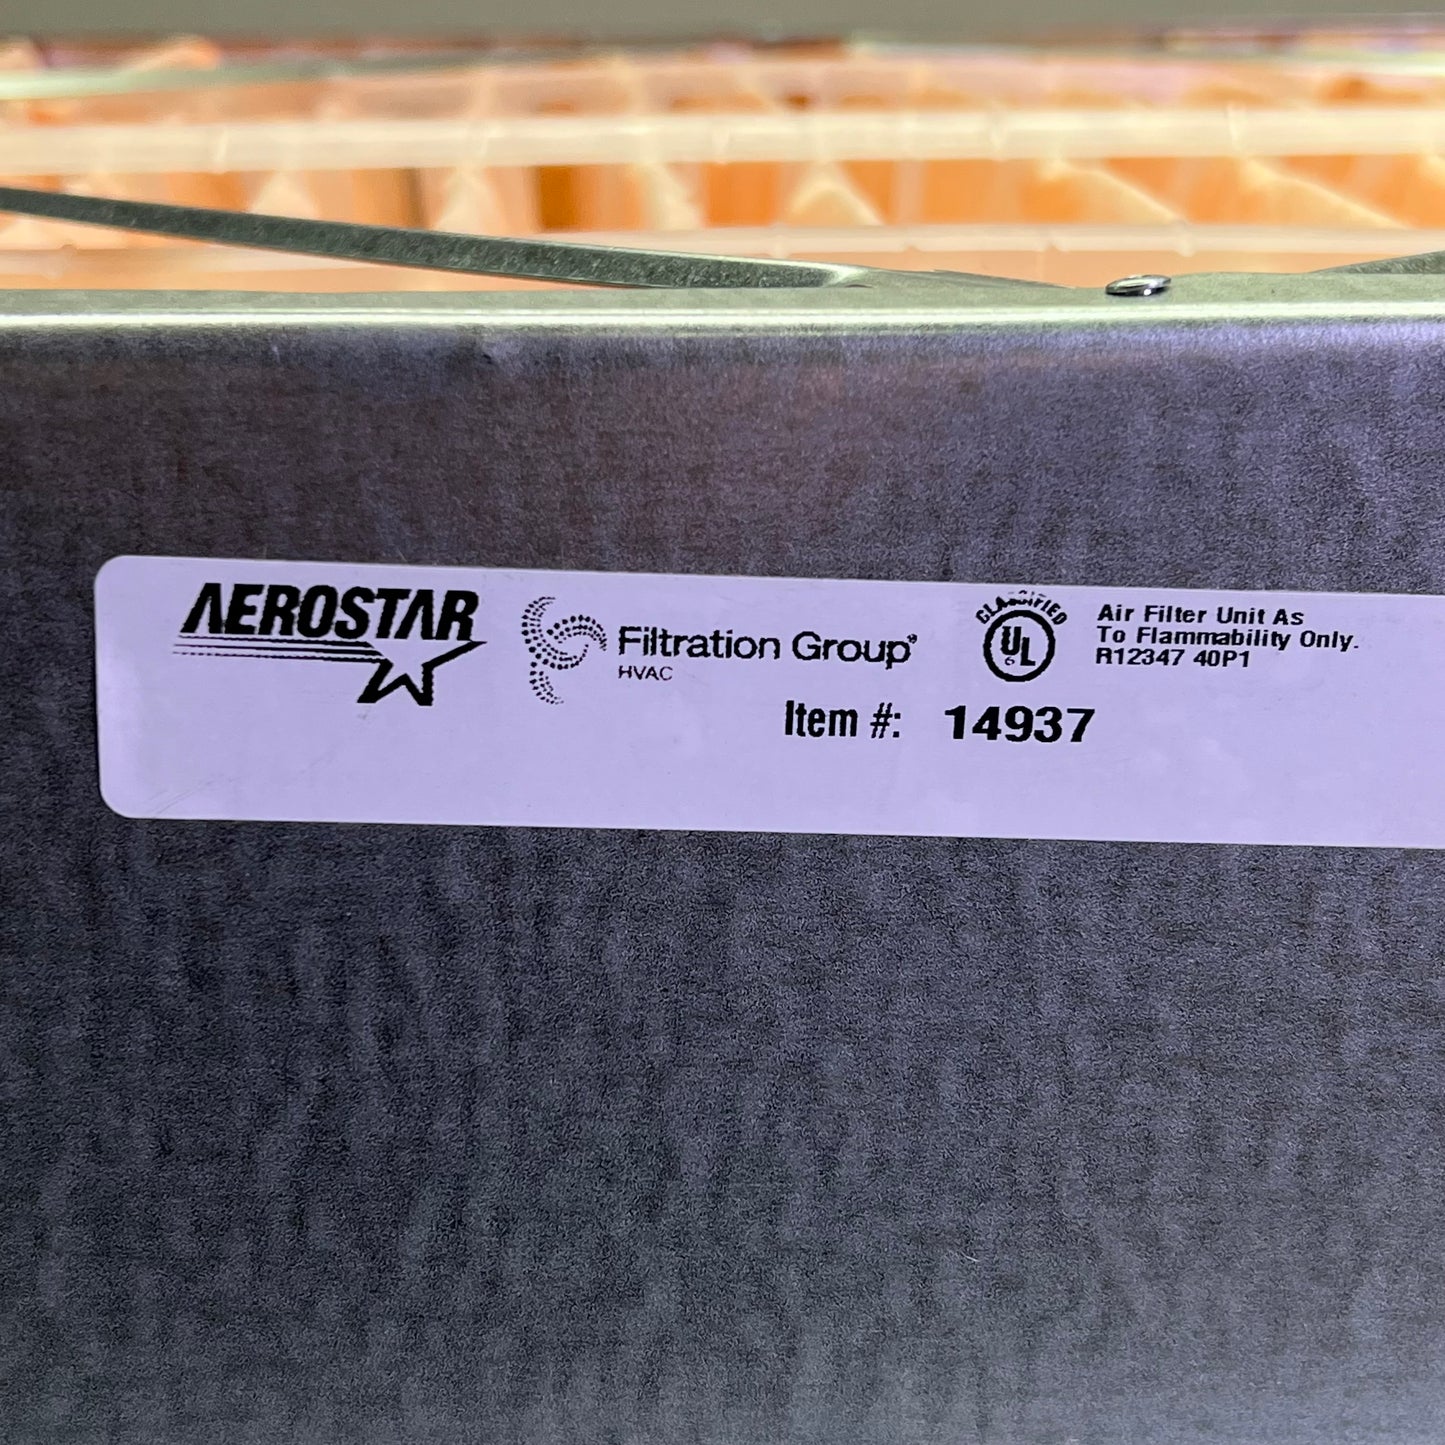 AEROSTAR
Filtration Group®
HVAC
CLASSIFIED
UL
Air Filter Unit As
To Flammability Only.
R12347 40P1
Item #: 14937